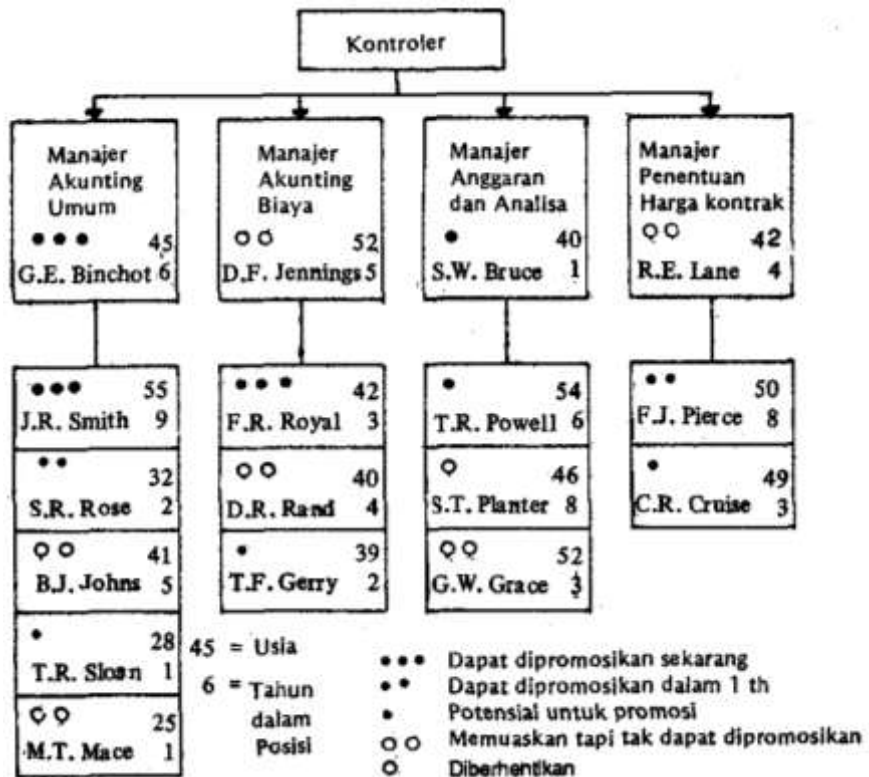 Kontroler
Manajer
Akunting
Umum
45
G.E. Binchot 6
Manajer
Akunting
Biaya
52
D.F. Jennings 5
Manajer
Anggaran
dan Analisa
40
S.W. Bruce 1
Manajer
Penentuan
Harga kontrak
42
R.E. Lane 4
55
J.R. Smith 9
32
S.R. Rose 2
41
B.J. Johns 5
28
T.R. Sloan 1
25
M.T. Mace 1
42
F.R. Royal 3
40
D.R. Rand 4
39
T.F. Gerry 2
54
T.R. Powell 6
46
S.T. Planter 8
52
G.W. Grace 3
50
F.J. Pierce 8
49
C.R. Cruise 3
45 = Usia
6 = Tahun
dalam
Posisi
●●● Dapat dipromosikan sekarang
●● Dapat dipromosikan dalam 1 th
● Potensial untuk promosi
○○ Memuaskan tapi tak dapat dipromosikan
○ Diberhentikan